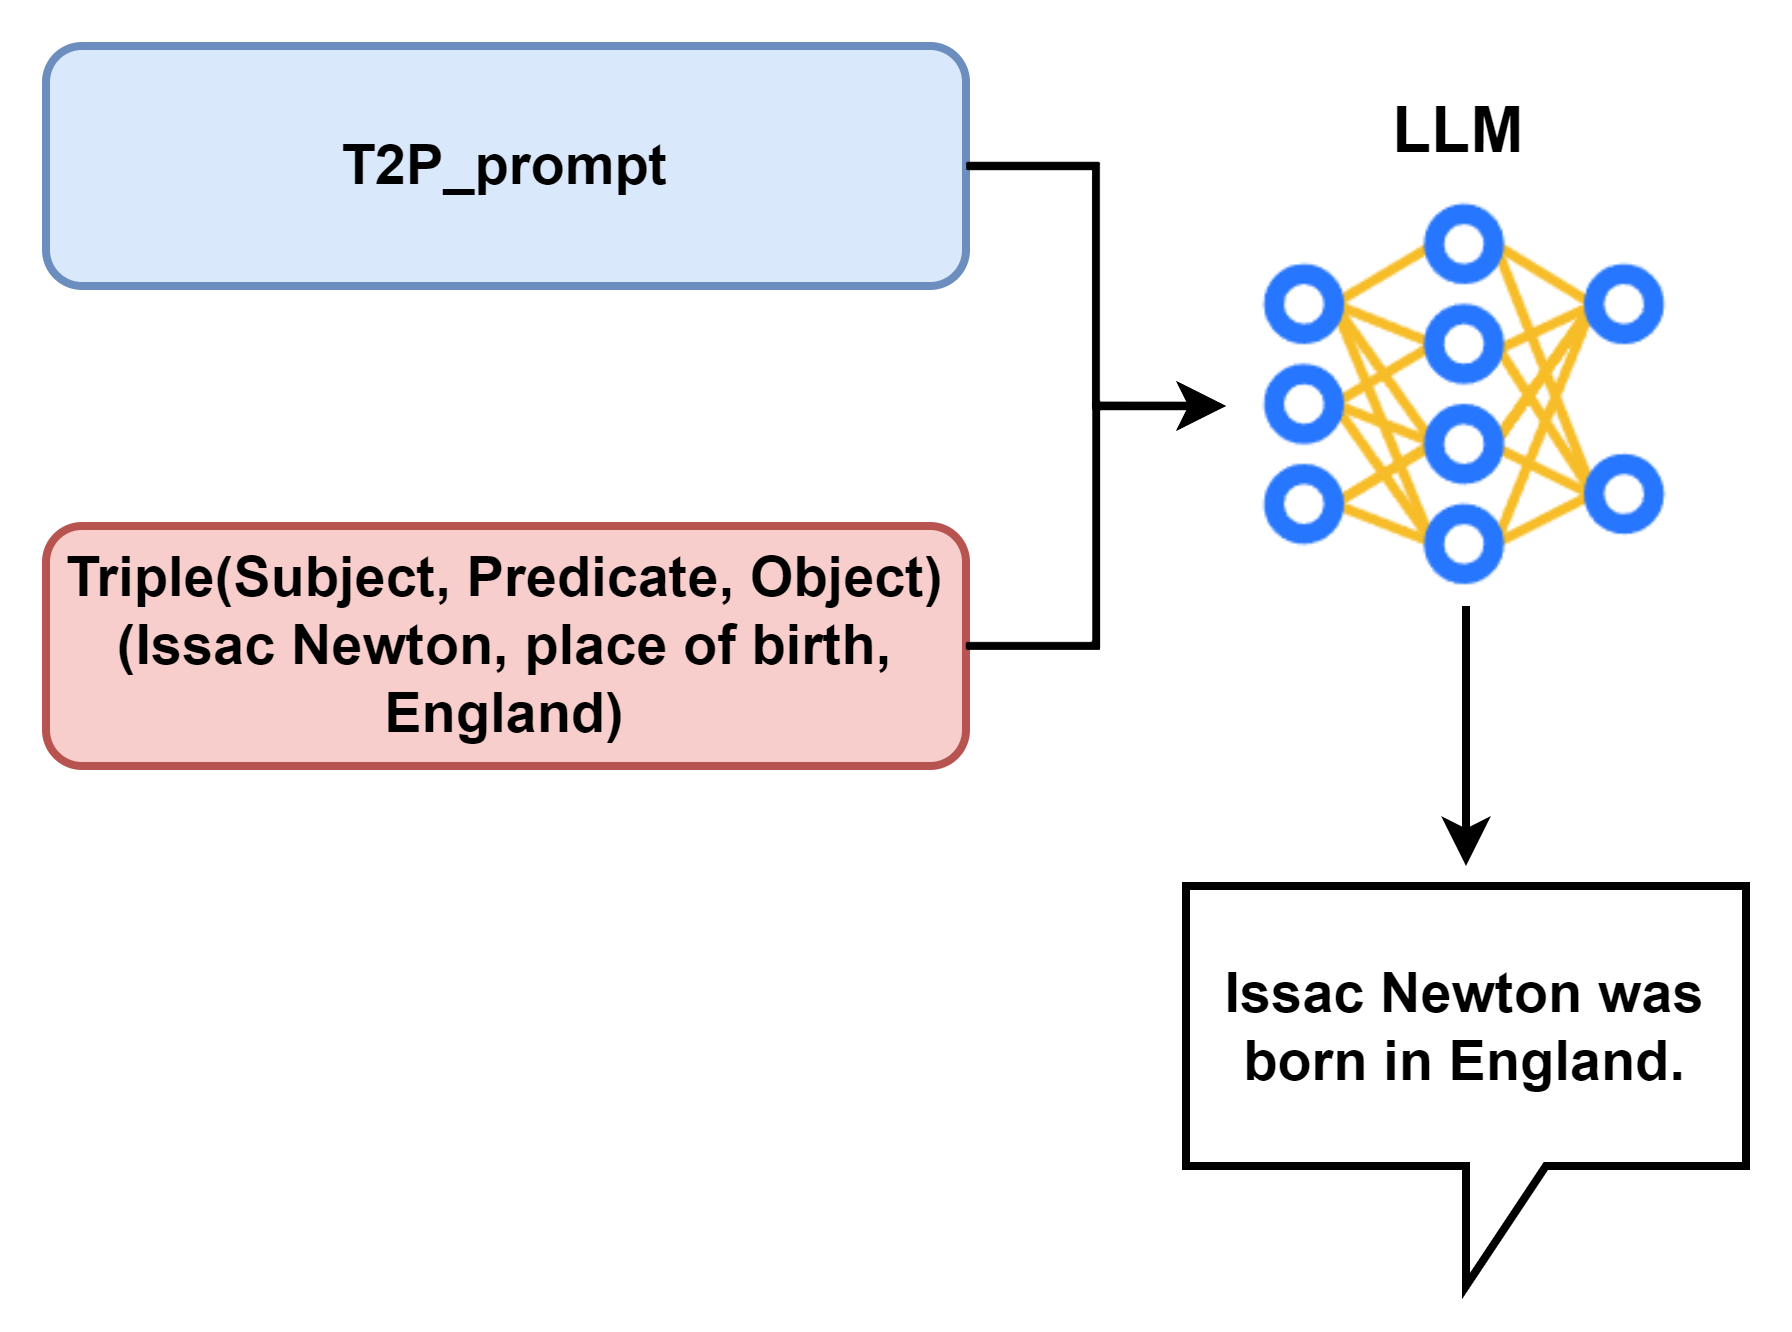 T2P_prompt
LLM
Triple(Subject, Predicate, Object)
(Issac Newton, place of birth,
England)
Issac Newton was
born in England.